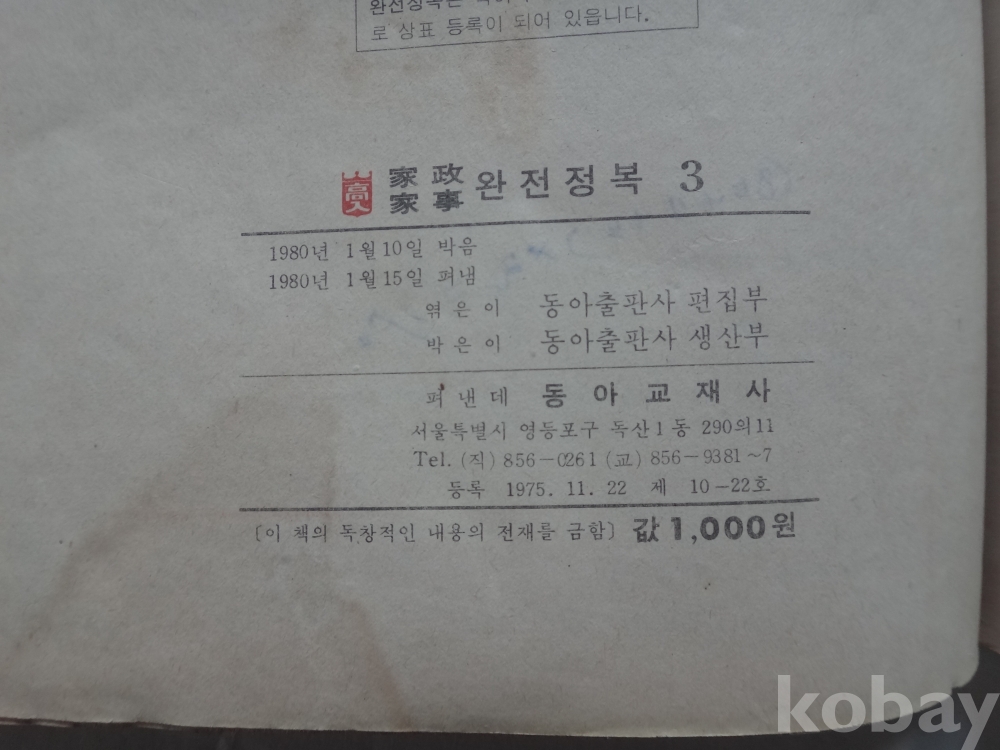 완전정복은
로 상표 등록이 되어 있읍니다.
高入 家政 家事 완전정복 3
1980년 1월 10일 박음
1980년 1월 15일 펴냄
엮은이 동아출판사 편집부
박은이 동아출판사 생산부
펴낸데 동아교재사
서울특별시 영등포구 독산1동 290의11
Tel. (직) 856-0261 (교) 856-9381~7
등록 1975. 11. 22 제 10-22호
[이 책의 독창적인 내용의 전재를 금함] 값 1,000원
kobay